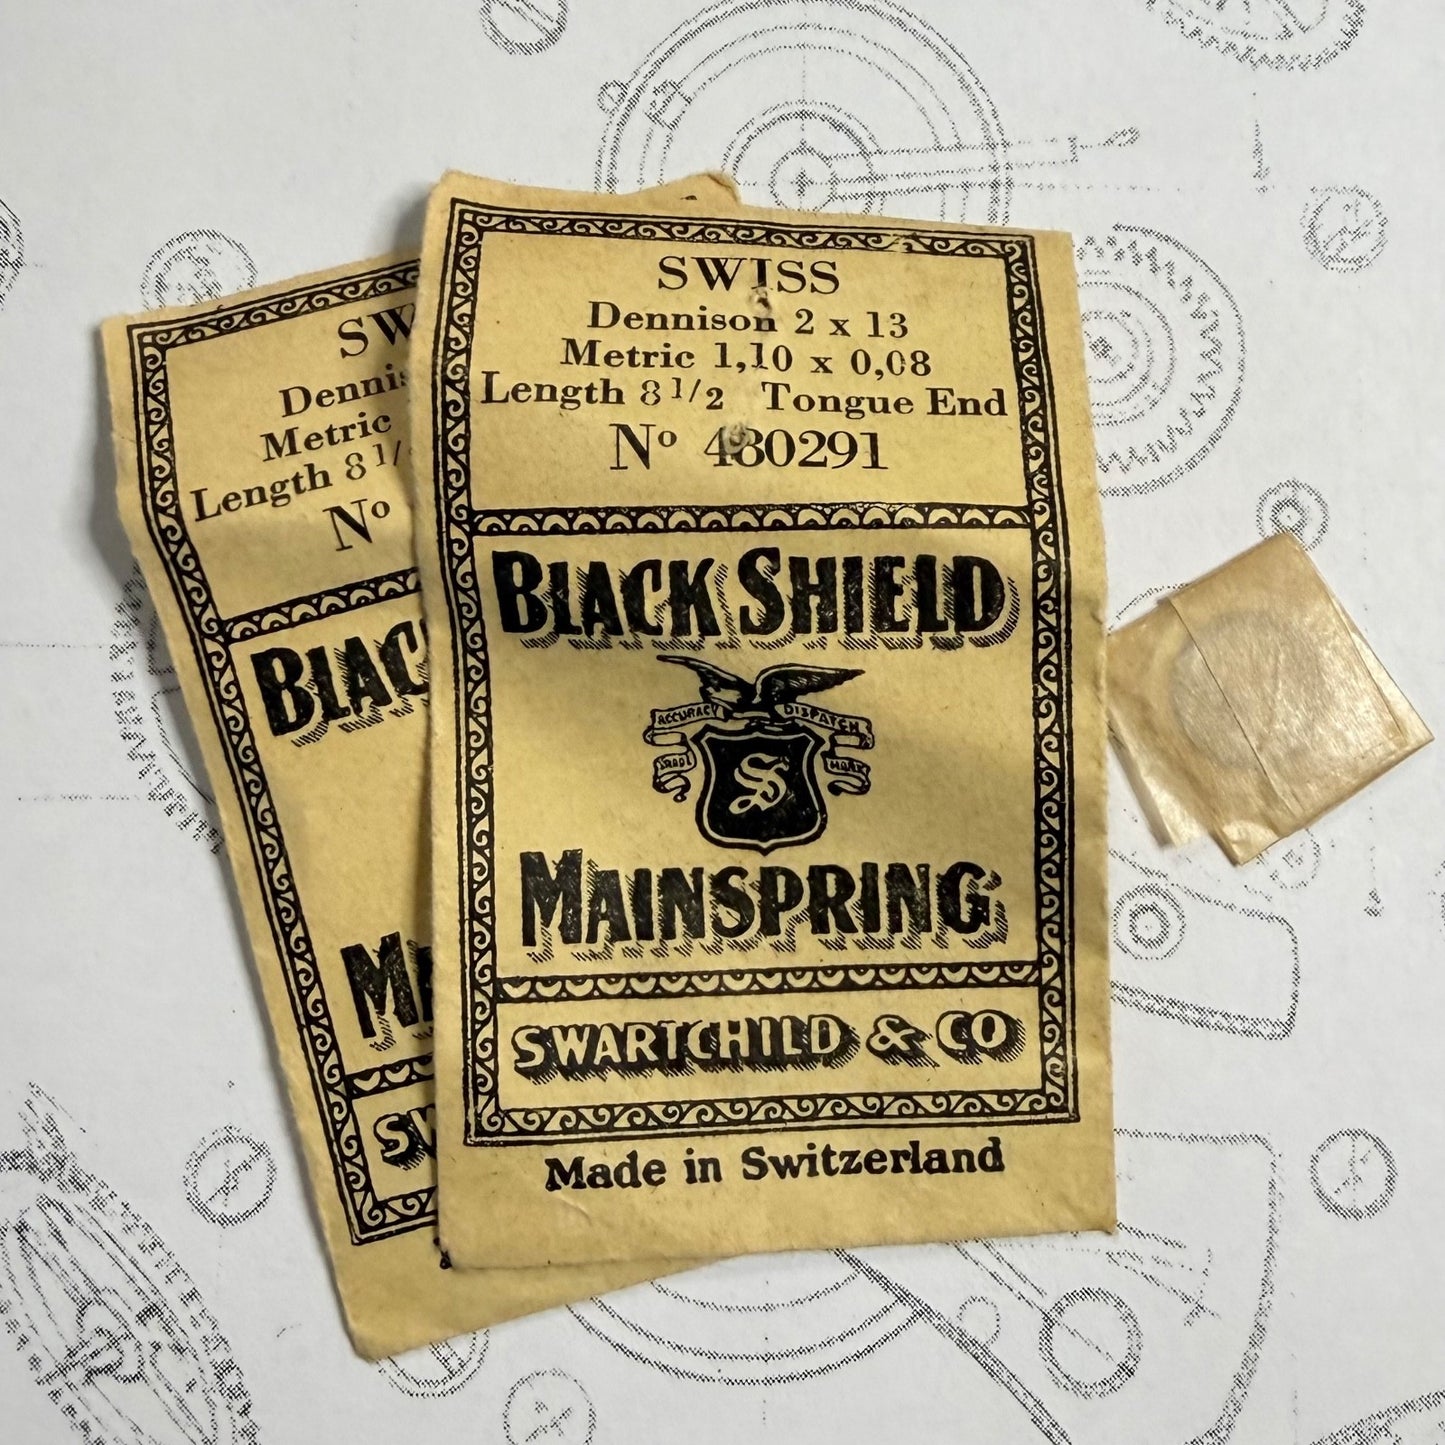 SWISS
Dennison 2 x 13
Metric 1,10 x 0,08
Length 8 1/2 Tongue End
Nº 480291
BLACK SHIELD
ACCURACY DISPATCH
TRADE MARK
S
MAINSPRING
SWARTCHILD & CO
Made in Switzerland
SW
Dennis
Metric
Length 8 1/
Nº
BLAC
MA
SW